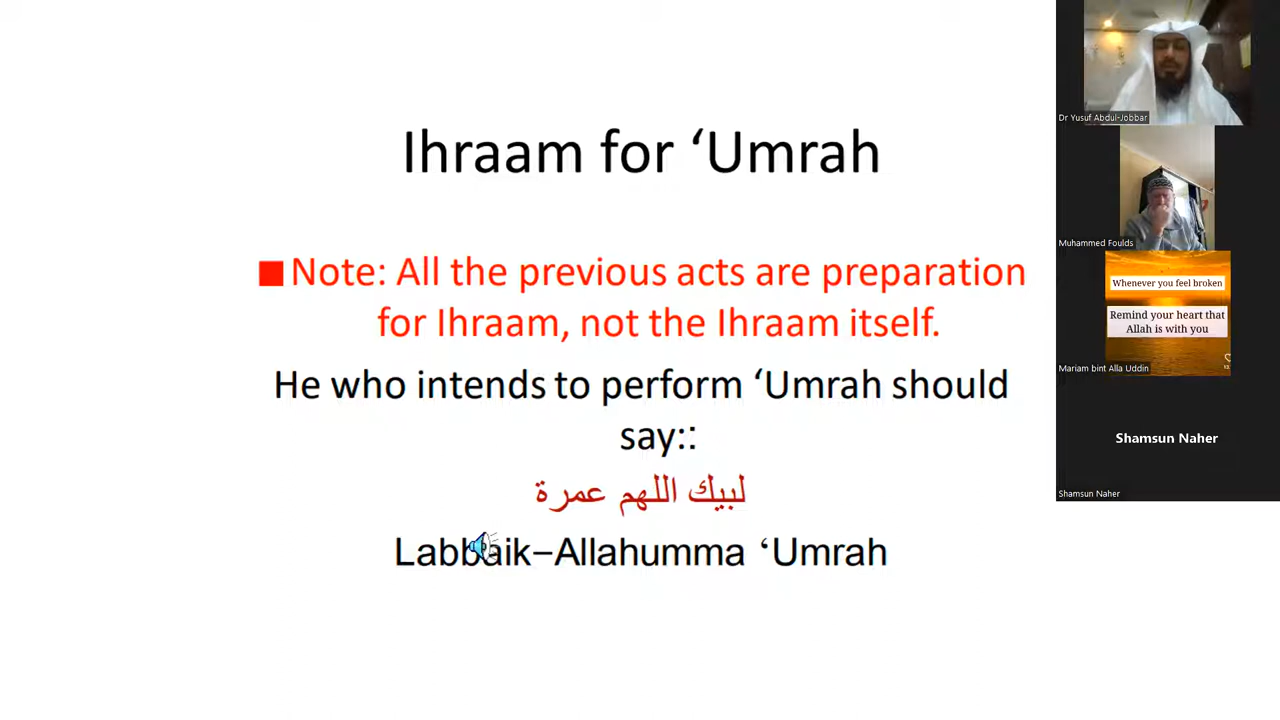 Ihraam for ‘Umrah
Note: All the previous acts are preparation
for Ihraam, not the Ihraam itself.
He who intends to perform ‘Umrah should
say::
لبيك اللهم عمرة
Labbaik–Allahumma ‘Umrah
Dr Yusuf Abdul-Jobbar
Muhammed Foulds
Whenever you feel broken
Remind your heart that
Allah is with you
Mariam bint Alla Uddin
Shamsun Naher
Shamsun Naher